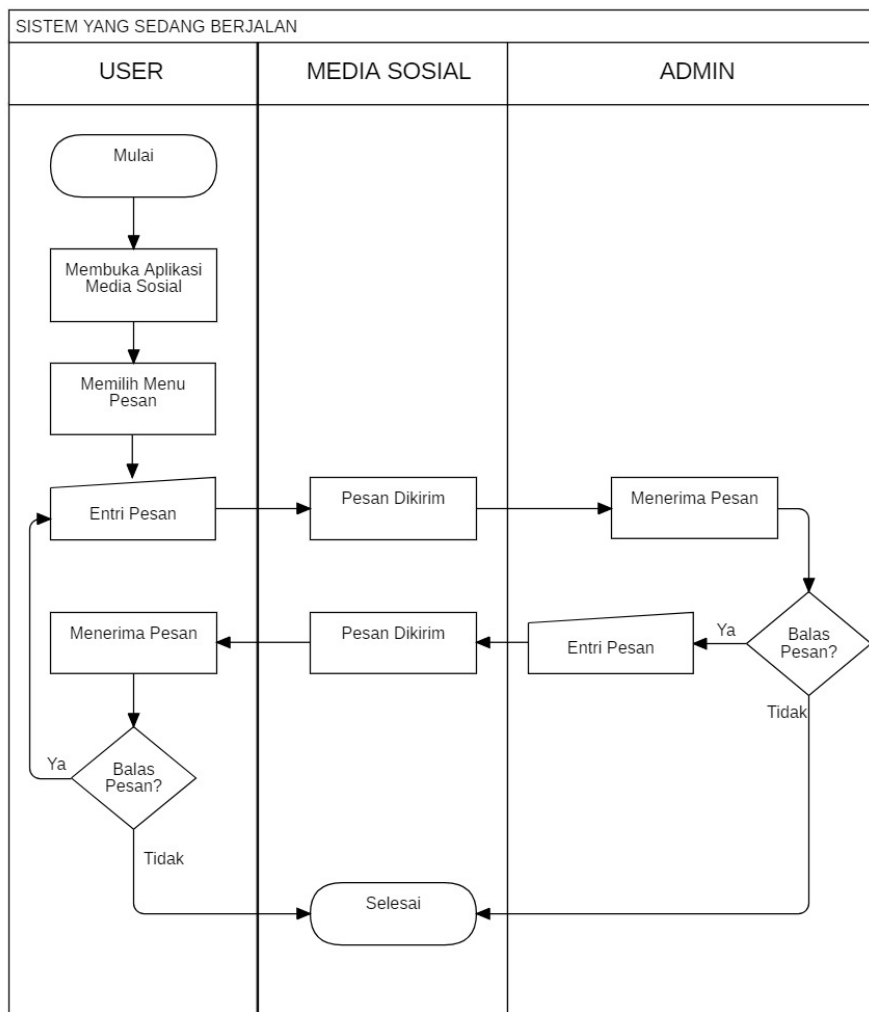 SISTEM YANG SEDANG BERJALAN
USER
MEDIA SOSIAL
ADMIN
Mulai
Membuka Aplikasi
Media Sosial
Memilih Menu
Pesan
Entri Pesan
Pesan Dikirim
Menerima Pesan
Menerima Pesan
Pesan Dikirim
Entri Pesan
Ya
Balas
Pesan?
Tidak
Ya
Balas
Pesan?
Tidak
Selesai